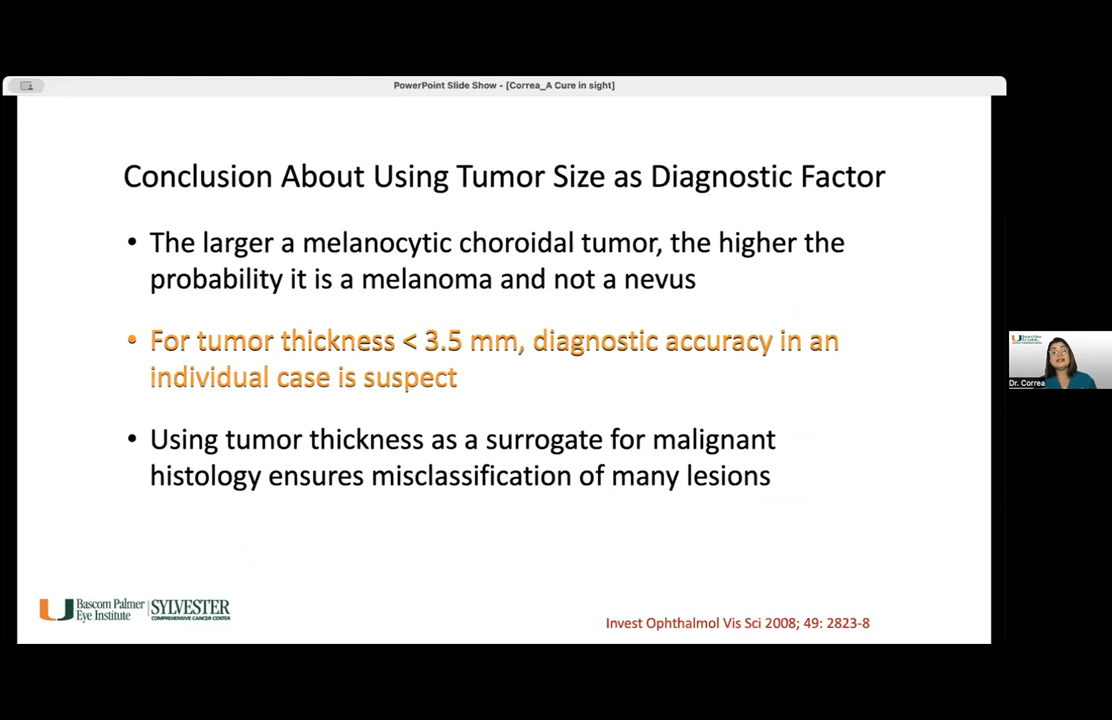 PowerPoint Slide Show - [Correa_A Cure in sight]
Conclusion About Using Tumor Size as Diagnostic Factor
• The larger a melanocytic choroidal tumor, the higher the
probability it is a melanoma and not a nevus
• For tumor thickness < 3.5 mm, diagnostic accuracy in an
individual case is suspect
• Using tumor thickness as a surrogate for malignant
histology ensures misclassification of many lesions
Bascom Palmer
Eye Institute
SYLVESTER
COMPREHENSIVE CANCER CENTER
Invest Ophthalmol Vis Sci 2008; 49: 2823-8
Dr. Correa